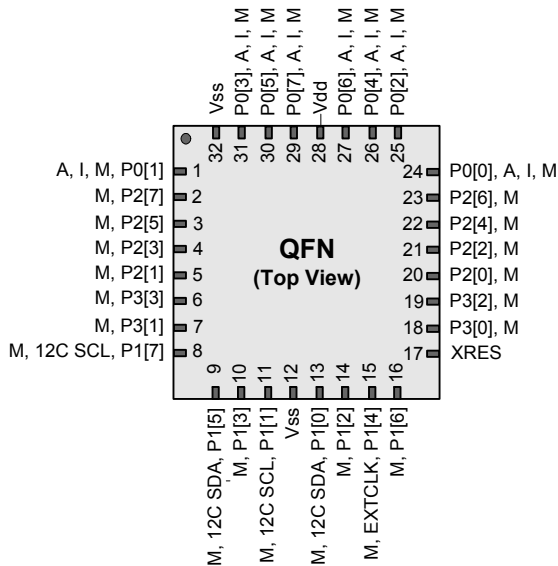 Vss
P0[3], A, I, M
P0[5], A, I, M
P0[7], A, I, M
Vdd
P0[6], A, I, M
P0[4], A, I, M
P0[2], A, I, M
32
31
30
29
28
27
26
25
A, I, M, P0[1]
1
M, P2[7]
2
M, P2[5]
3
M, P2[3]
4
M, P2[1]
5
M, P3[3]
6
M, P3[1]
7
M, 12C SCL, P1[7]
8
QFN
(Top View)
24
P0[0], A, I, M
23
P2[6], M
22
P2[4], M
21
P2[2], M
20
P2[0], M
19
P3[2], M
18
P3[0], M
17
XRES
9
10
11
12
13
14
15
16
M, 12C SDA, P1[5]
M, P1[3]
M, 12C SCL, P1[1]
Vss
M, 12C SDA, P1[0]
M, P1[2]
M, EXTCLK, P1[4]
M, P1[6]